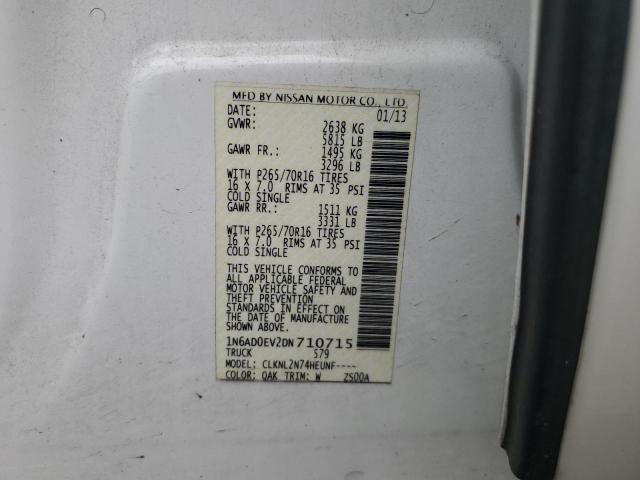 MFD BY NISSAN MOTOR CO., LTD.
DATE: 01/13
GVWR: 2638 KG
5815 LB
GAWR FR.: 1495 KG
3296 LB
WITH P265/70R16 TIRES
16 X 7.0 RIMS AT 35 PSI
COLD SINGLE
GAWR RR.: 1511 KG
3331 LB
WITH P265/70R16 TIRES
16 X 7.0 RIMS AT 35 PSI
COLD SINGLE
THIS VEHICLE CONFORMS TO
ALL APPLICABLE FEDERAL
MOTOR VEHICLE SAFETY AND
THEFT PREVENTION
STANDARDS IN EFFECT ON
THE DATE OF MANUFACTURE
SHOWN ABOVE.
1N6AD0EV2DN710715
TRUCK 579
MODEL: CLKNL2N74HEUNF----
COLOR: QAK TRIM: W ZS00A